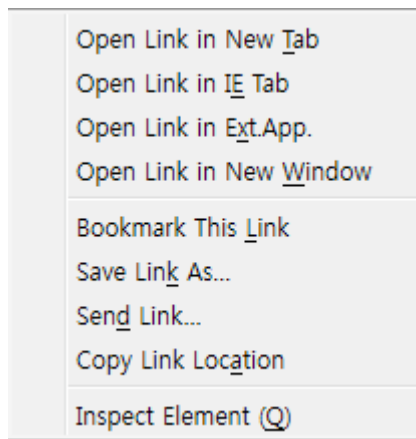 Open Link in New Tab
Open Link in IE Tab
Open Link in Ext.App.
Open Link in New Window
Bookmark This Link
Save Link As...
Send Link...
Copy Link Location
Inspect Element (Q)